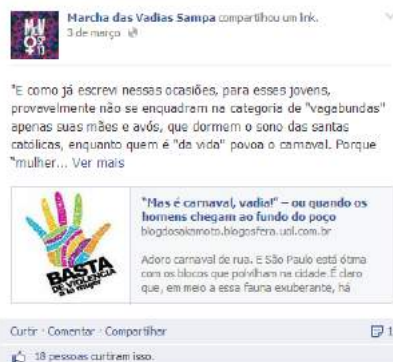 Marcha das Vadias Sampa compartilhou um link.
3 de março
"E como já escrevi nessas ocasiões, para esses jovens,
provavelmente não se enquadram na categoria de "vagabundas"
apenas suas mães e avós, que dormem o sono das santas
católicas, enquanto quem é "da vida" povoa o carnaval. Porque
"mulher... Ver mais
"Mas é carnaval, vadia!" – ou quando os
homens chegam ao fundo do poço
blogdosakamoto.blogosfera.uol.com.br
Adoro carnaval de rua. E São Paulo está ótima
com os blocos que polvilham na cidade. É claro
que, em meio a essa fauna exuberante, há
BASTA
DE VIOLENCIA
a la mujer
Curtir · Comentar · Compartilhar
1
18 pessoas curtiram isso.